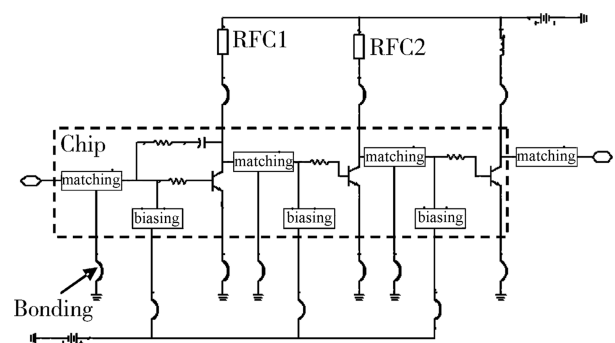 RFC1
RFC2
Chip
matching
matching
matching
matching
biasing
biasing
biasing
Bonding